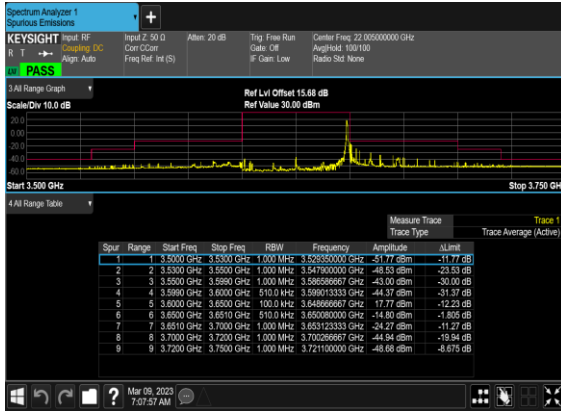 Spectrum Analyzer 1
Spurious Emissions
+
KEYSIGHT Input: RF Input Z: 50 Ω Atten: 20 dB Trig: Free Run Center Freq: 22.005000000 GHz
R T Coupling: DC Corr CCorr Gate: Off Avg|Hold: 100/100
Align: Auto Freq Ref: Int (S) IF Gain: Low Radio Std: None
PASS
3 All Range Graph Ref Lvl Offset 15.68 dB
Scale/Div 10.0 dB Ref Value 30.00 dBm
20.0
0.00
-20.0
-40.0
-60.0
Start 3.500 GHz Stop 3.750 GH
4 All Range Table
Measure Trace Trace 1
Trace Type Trace Average (Active)
Spur Range Start Freq Stop Freq RBW Frequency Amplitude ΔLimit
1 1 3.5000 GHz 3.5300 GHz 1.000 MHz 3.529350000 GHz -51.77 dBm -11.77 dB
2 2 3.5300 GHz 3.5500 GHz 1.000 MHz 3.547900000 GHz -48.53 dBm -23.53 dB
3 3 3.5500 GHz 3.5990 GHz 1.000 MHz 3.586586667 GHz -43.00 dBm -30.00 dB
4 4 3.5990 GHz 3.6000 GHz 510.0 kHz 3.599013333 GHz -44.37 dBm -31.37 dB
5 5 3.6000 GHz 3.6500 GHz 100.0 kHz 3.648666667 GHz 17.77 dBm -12.23 dB
6 6 3.6500 GHz 3.6510 GHz 510.0 kHz 3.650080000 GHz -14.80 dBm -1.805 dB
7 7 3.6510 GHz 3.7000 GHz 1.000 MHz 3.653123333 GHz -24.27 dBm -11.27 dB
8 8 3.7000 GHz 3.7200 GHz 1.000 MHz 3.700266667 GHz -44.94 dBm -19.94 dB
9 9 3.7200 GHz 3.7500 GHz 1.000 MHz 3.721100000 GHz -48.68 dBm -8.675 dB
? Mar 09, 2023
7:07:57 AM